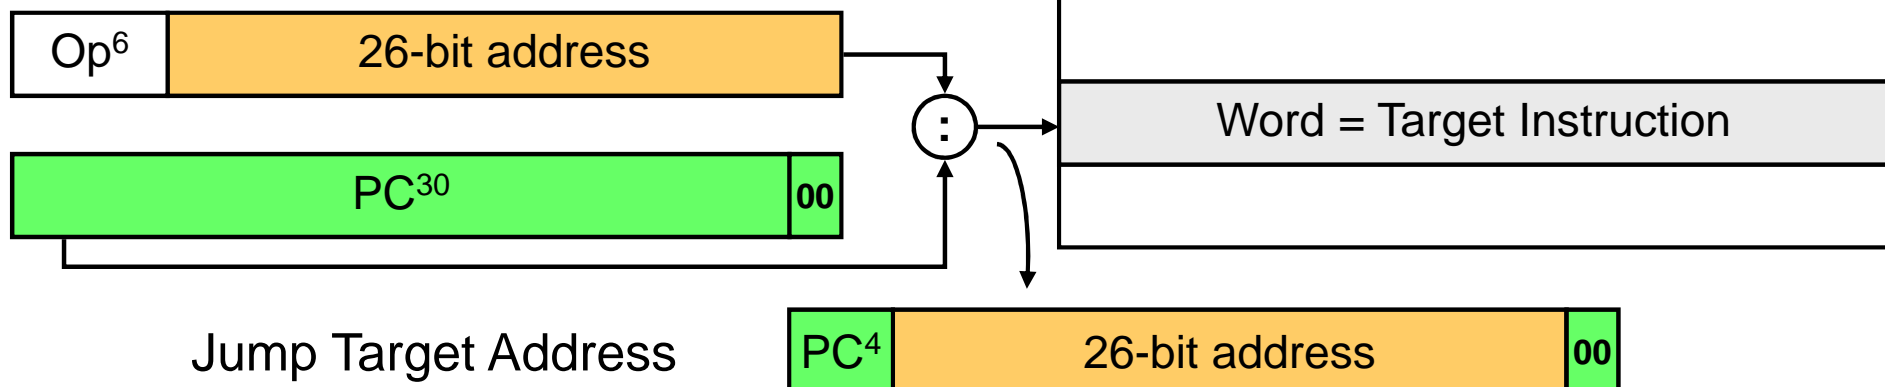 Op⁶ 26-bit address
:
Word = Target Instruction
PC³⁰ 00
Jump Target Address PC⁴ 26-bit address 00